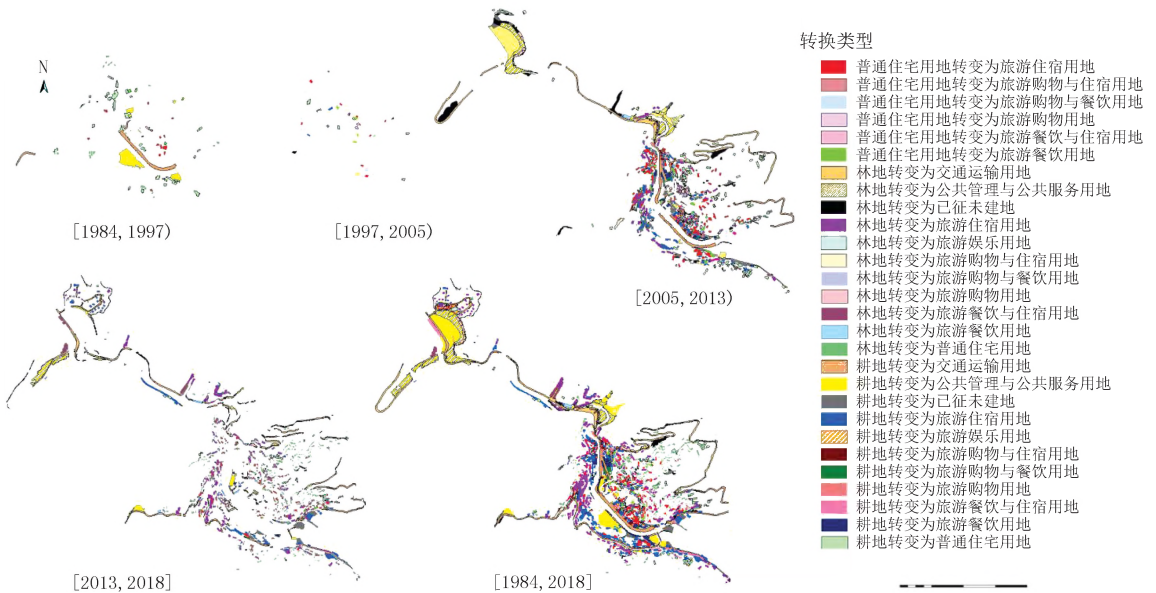 N
[1984,1997)
[1997,2005)
[2005,2013)
[2013,2018]
[1984,2018]
转换类型
普通住宅用地转变为旅游住宿用地
普通住宅用地转变为旅游购物与住宿用地
普通住宅用地转变为旅游购物与餐饮用地
普通住宅用地转变为旅游购物用地
普通住宅用地转变为旅游餐饮与住宿用地
普通住宅用地转变为旅游餐饮用地
林地转变为交通运输用地
林地转变为公共管理与公共服务用地
林地转变为已征未建地
林地转变为旅游住宿用地
林地转变为旅游娱乐用地
林地转变为旅游购物与住宿用地
林地转变为旅游购物与餐饮用地
林地转变为旅游购物用地
林地转变为旅游餐饮与住宿用地
林地转变为旅游餐饮用地
林地转变为普通住宅用地
耕地转变为交通运输用地
耕地转变为公共管理与公共服务用地
耕地转变为已征未建地
耕地转变为旅游住宿用地
耕地转变为旅游娱乐用地
耕地转变为旅游购物与住宿用地
耕地转变为旅游购物与餐饮用地
耕地转变为旅游购物用地
耕地转变为旅游餐饮与住宿用地
耕地转变为旅游餐饮用地
耕地转变为普通住宅用地